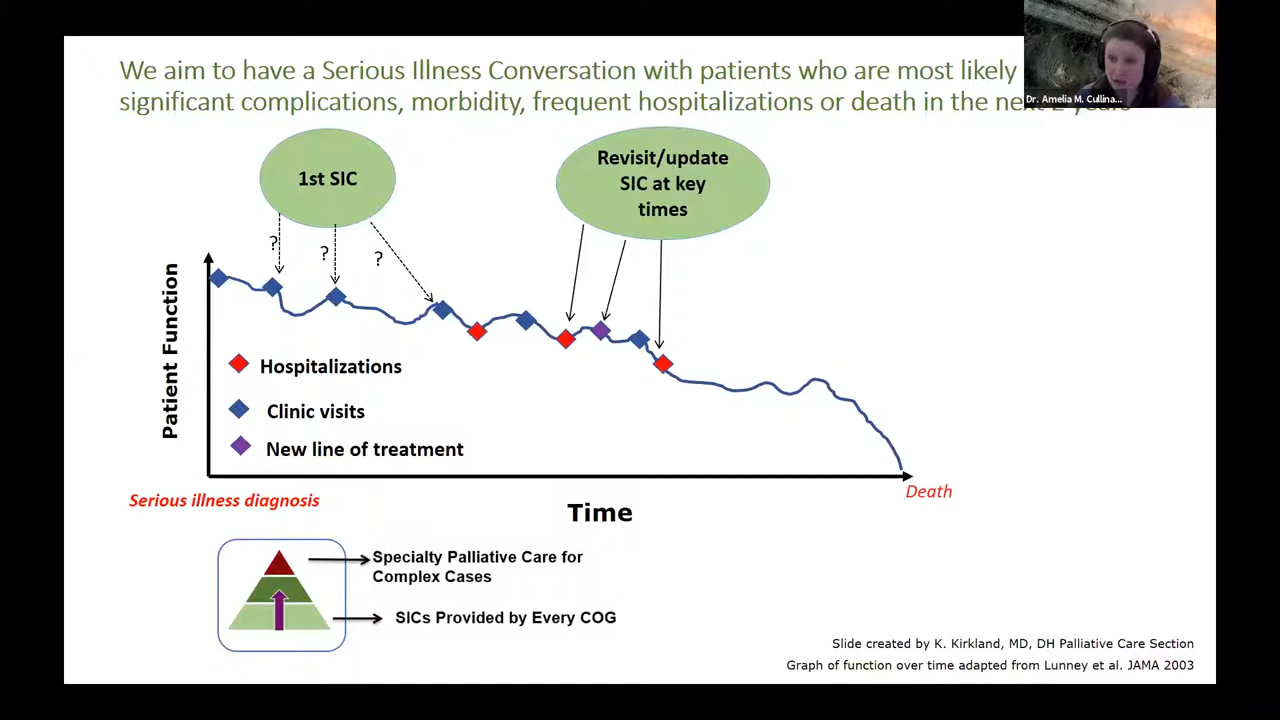 We aim to have a Serious Illness Conversation with patients who are most likely
significant complications, morbidity, frequent hospitalizations or death in the next 2 years
Dr. Amelia M. Cullina...
1st SIC
Revisit/update
SIC at key
times
?
?
?
Patient Function
Hospitalizations
Clinic visits
New line of treatment
Serious illness diagnosis
Time
Death
Specialty Palliative Care for
Complex Cases
SICs Provided by Every COG
Slide created by K. Kirkland, MD, DH Palliative Care Section
Graph of function over time adapted from Lunney et al. JAMA 2003